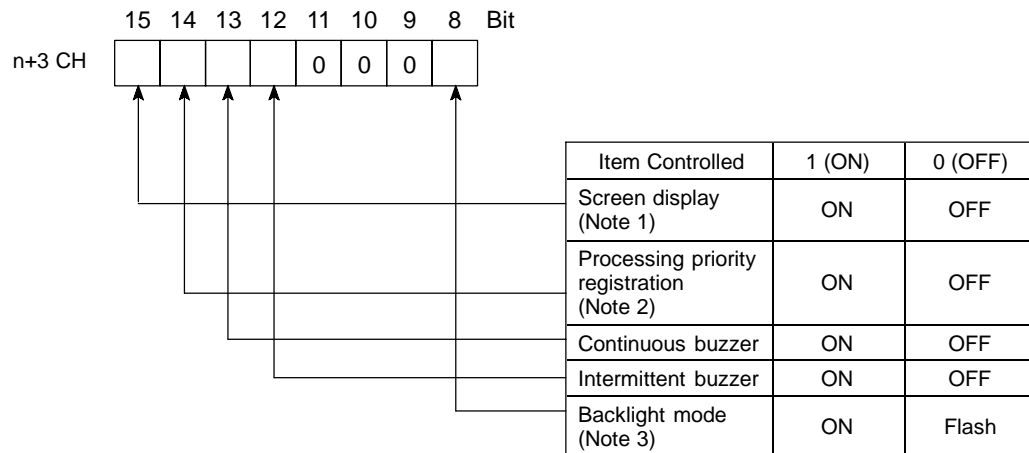 15 14 13 12 11 10 9 8 Bit
n+3 CH 0 0 0
Item Controlled 1 (ON) 0 (OFF)
Screen display
(Note 1) ON OFF
Processing priority
registration
(Note 2) ON OFF
Continuous buzzer ON OFF
Intermittent buzzer ON OFF
Backlight mode
(Note 3) ON Flash